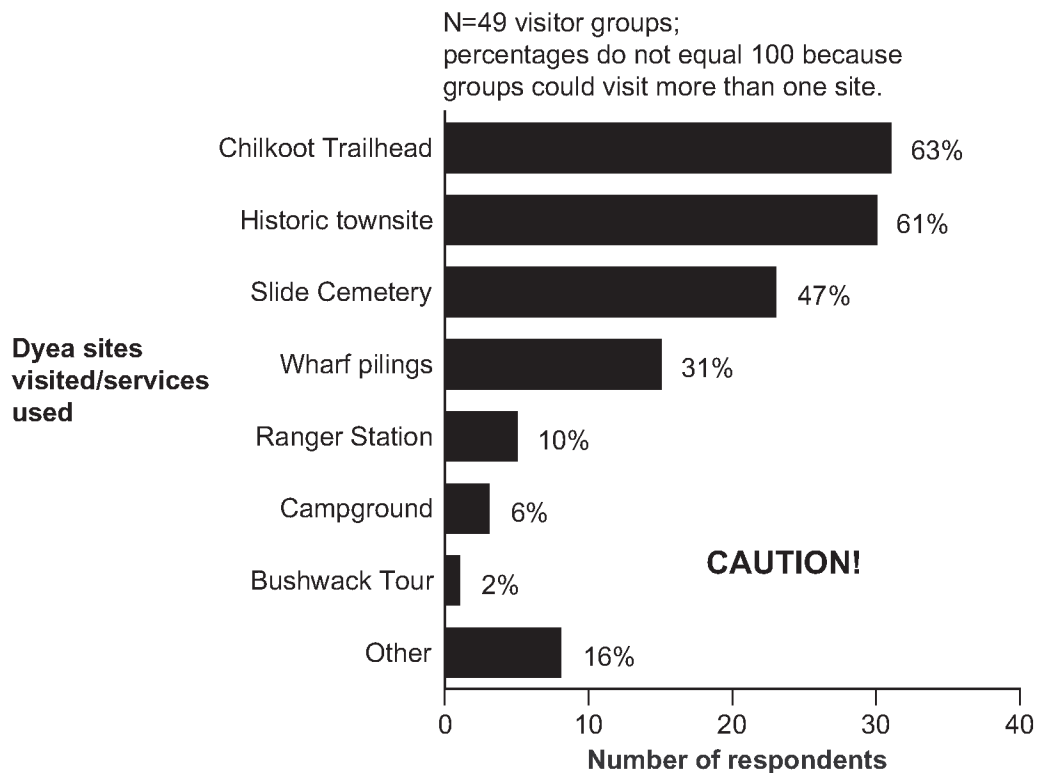 N=49 visitor groups;
percentages do not equal 100 because
groups could visit more than one site.
Chilkoot Trailhead 63%
Historic townsite 61%
Slide Cemetery 47%
Dyea sites
visited/services
used
Wharf pilings 31%
Ranger Station 10%
Campground 6%
CAUTION!
Bushwack Tour 2%
Other 16%
0 10 20 30 40
Number of respondents